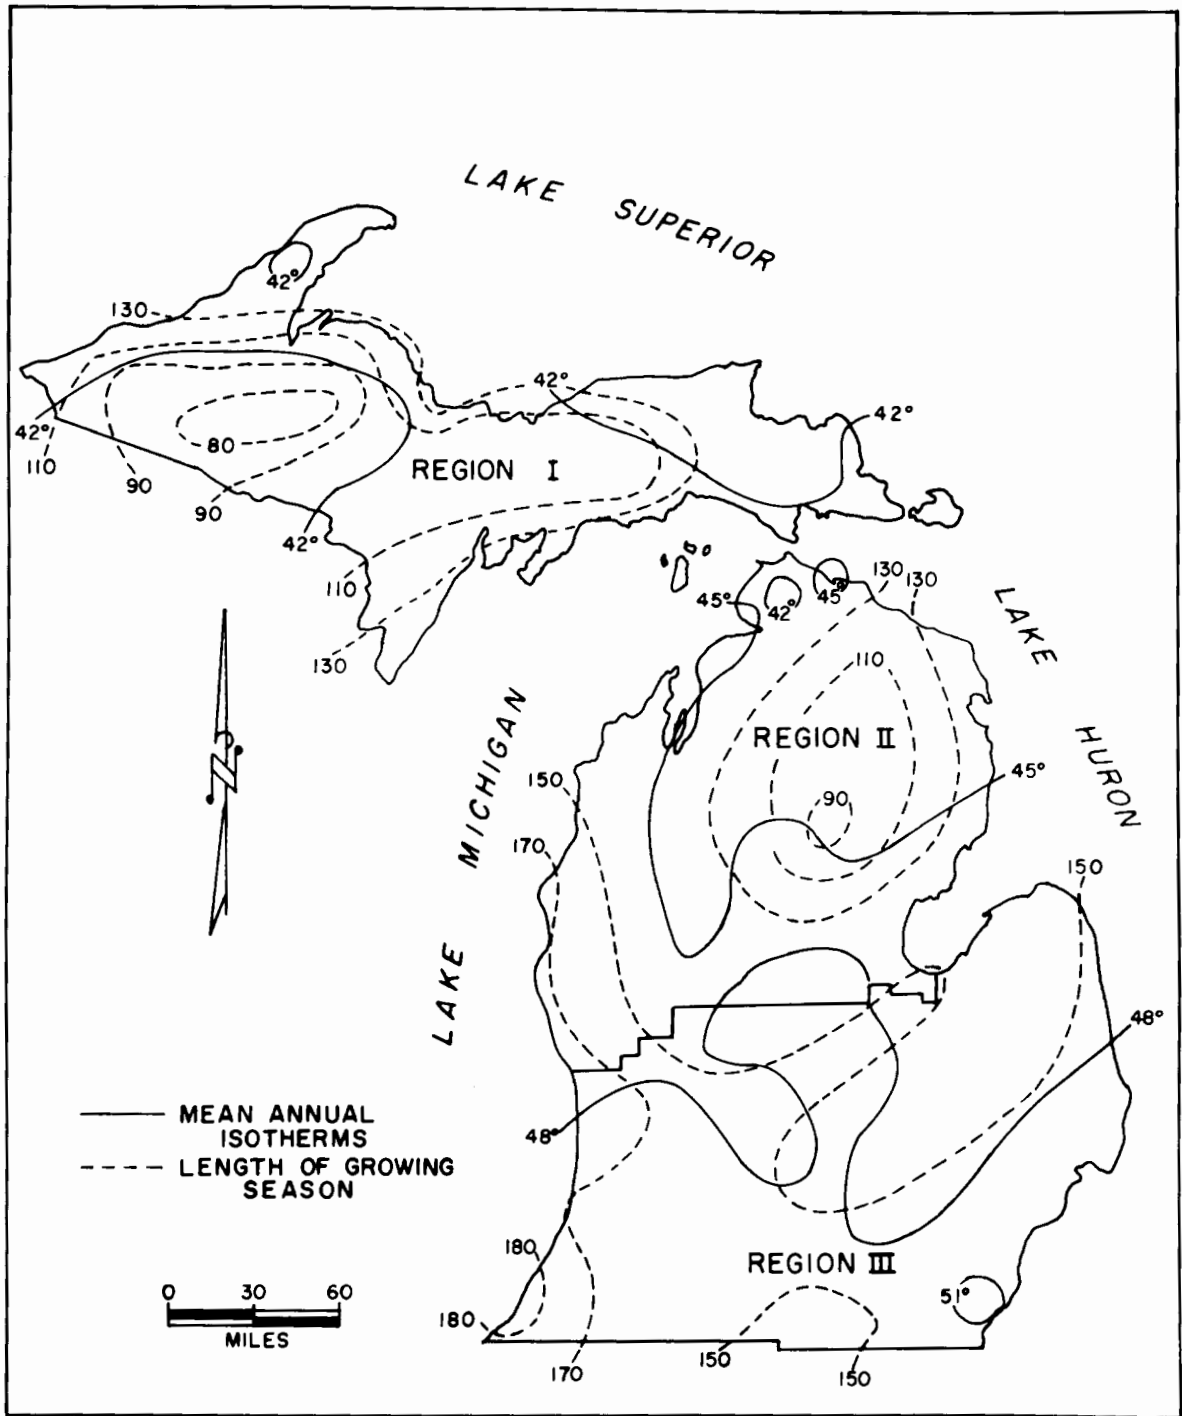 LAKE SUPERIOR
42°
130
42°
42°
42°
110
80
REGION I
90
90
42°
110
130
130
130
45°
42°
45°
LAKE HURON
110
LAKE MICHIGAN
REGION II
150
45°
90
170
150
48°
MEAN ANNUAL
ISOTHERMS
48°
LENGTH OF GROWING
SEASON
180
REGION III
0 30 60
MILES
51°
180
170
150
150
N